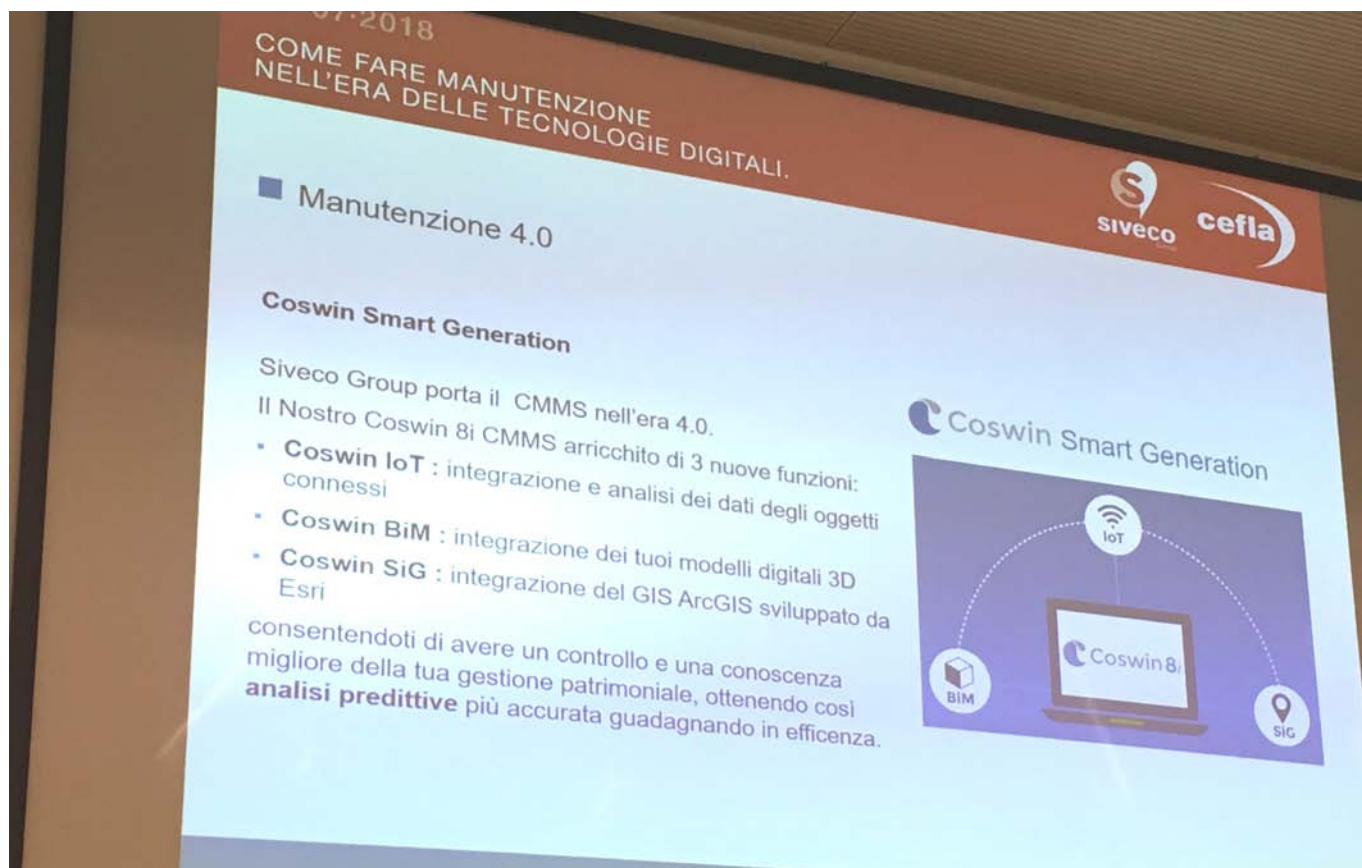 07·2018
COME FARE MANUTENZIONE
NELL'ERA DELLE TECNOLOGIE DIGITALI.
siveco
cefla
Manutenzione 4.0
Coswin Smart Generation
Siveco Group porta il CMMS nell'era 4.0.
Il Nostro Coswin 8i CMMS arricchito di 3 nuove funzioni:
▪ Coswin IoT : integrazione e analisi dei dati degli oggetti
connessi
▪ Coswin BiM : integrazione dei tuoi modelli digitali 3D
▪ Coswin SiG : integrazione del GIS ArcGIS sviluppato da
Esri
consentendoti di avere un controllo e una conoscenza
migliore della tua gestione patrimoniale, ottenendo così
analisi predittive più accurata guadagnando in efficenza.
Coswin Smart Generation
IoT
Coswin 8i
BiM
SiG